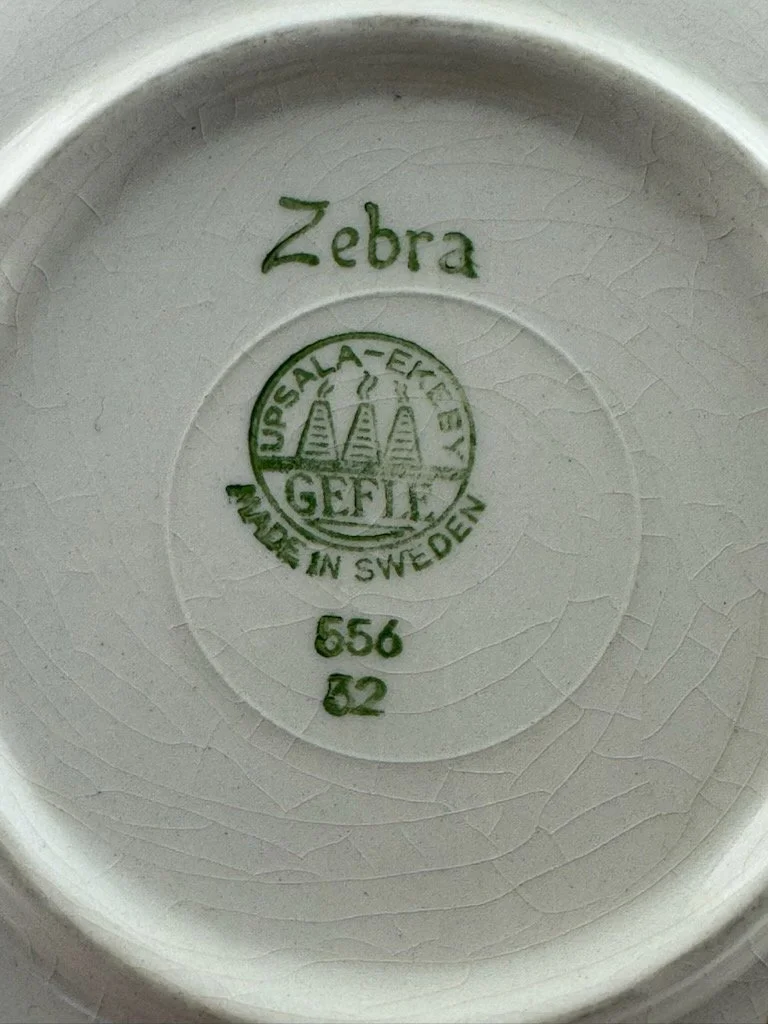 Zebra
UPSALA-EKEBY
GEFLE
MADE IN SWEDEN
556
32